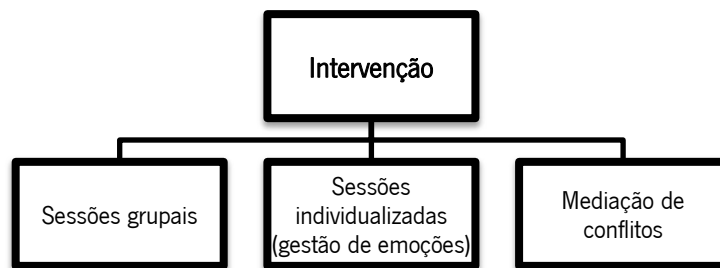 Intervenção
Sessões grupais
Sessões
individualizadas
(gestão de emoções)
Mediação de
conflitos